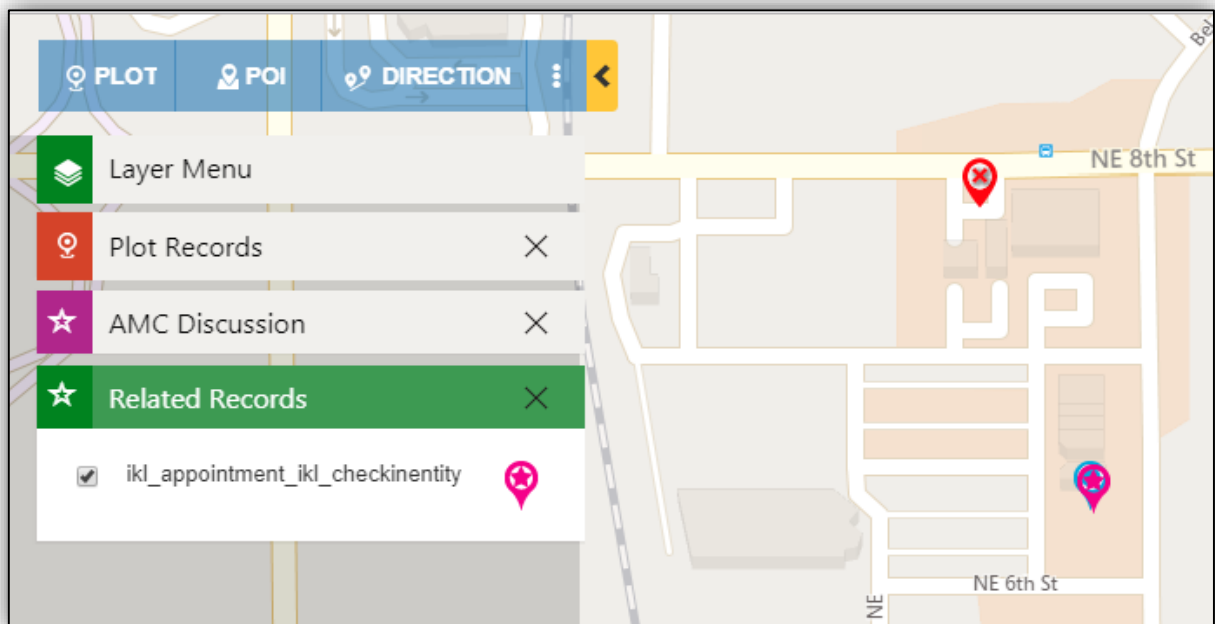 PLOT
POI
DIRECTION
Layer Menu
Plot Records
AMC Discussion
Related Records
ikl_appointment_ikl_checkinentity
Bel
NE 8th St
NE 6th St
NE